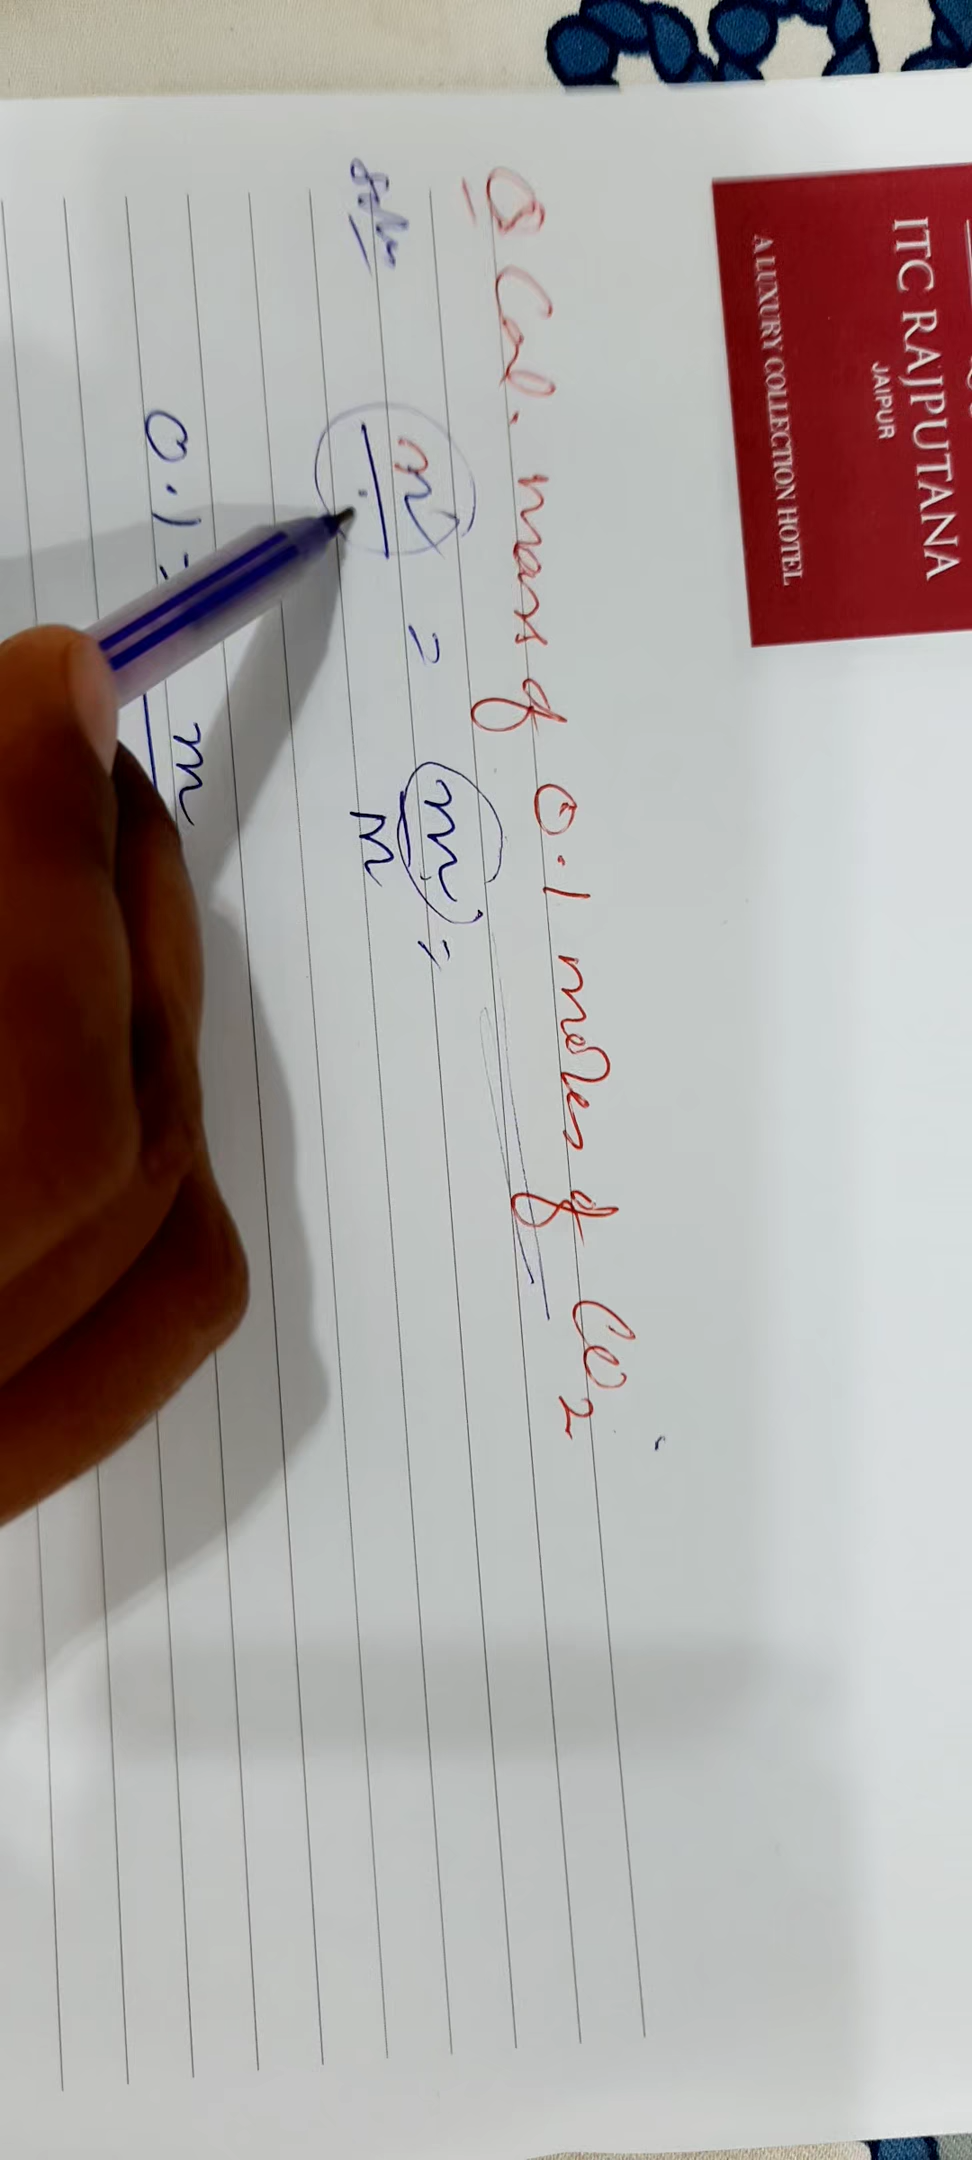 ITC RAJPUTANA
JAIPUR
A LUXURY COLLECTION HOTEL
Q Cal. mass of 0.1 moles of CO2
Soln
n = m =
M
0.1 = m